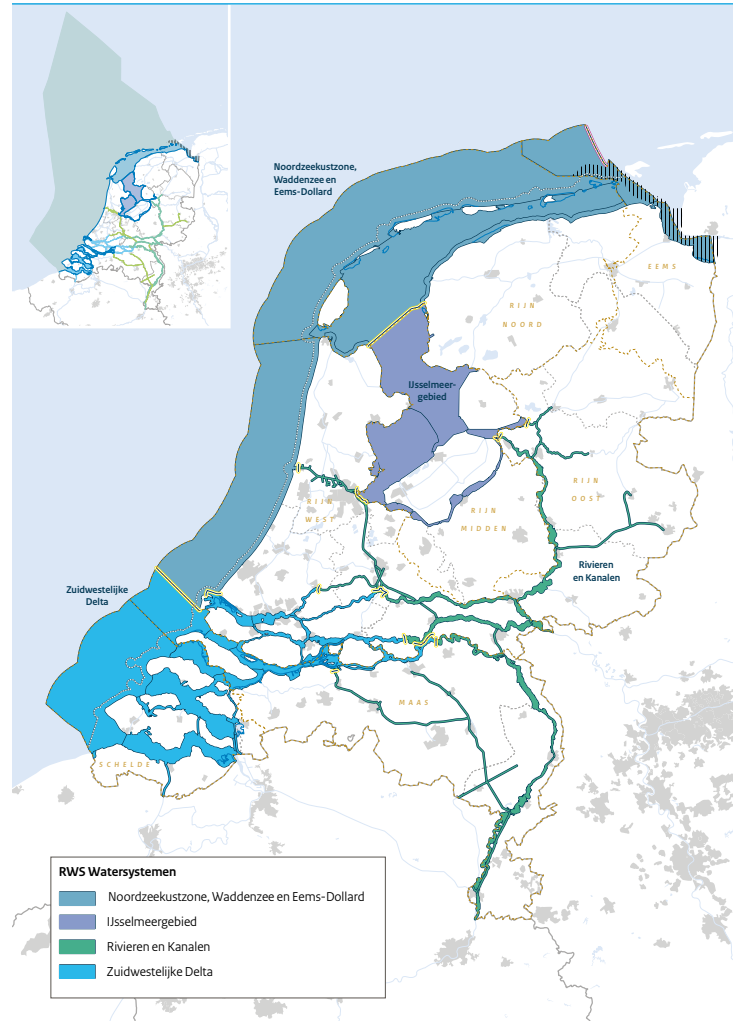 Noordzeekustzone,
Waddenzee en
Eems-Dollard
EEMS
RIJN
NOORD
IJsselmeer-
gebied
RIJN
OOST
RIJN
WEST
RIJN
MIDDEN
Rivieren
en Kanalen
Zuidwestelijke
Delta
MAAS
SCHELDE
RWS Watersystemen
Noordzeekustzone, Waddenzee en Eems-Dollard
IJsselmeergebied
Rivieren en Kanalen
Zuidwestelijke Delta